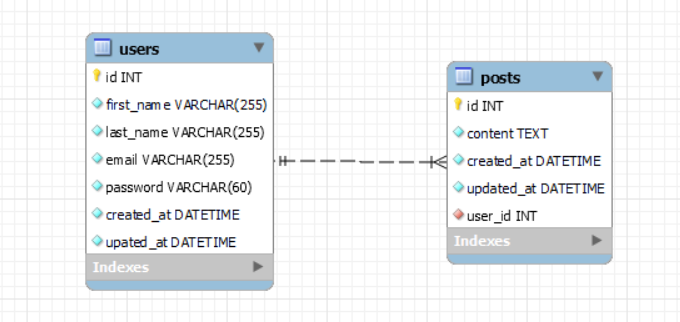 users
id INT
first_name VARCHAR(255)
last_name VARCHAR(255)
email VARCHAR(255)
password VARCHAR(60)
created_at DATETIME
upated_at DATETIME
Indexes
posts
id INT
content TEXT
created_at DATETIME
updated_at DATETIME
user_id INT
Indexes